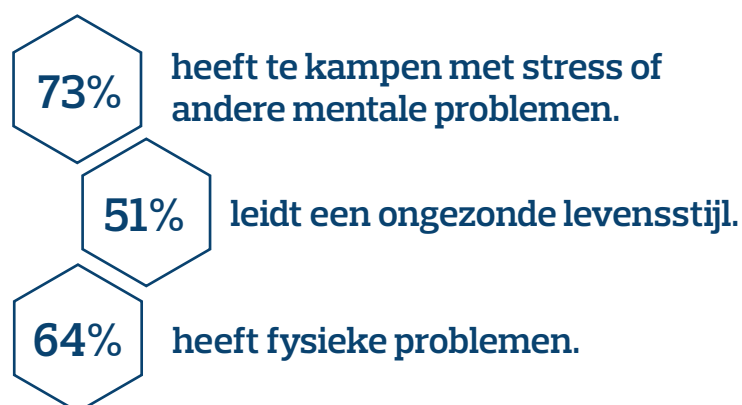 73%
heeft te kampen met stress of
andere mentale problemen.
51%
leidt een ongezonde levensstijl.
64%
heeft fysieke problemen.